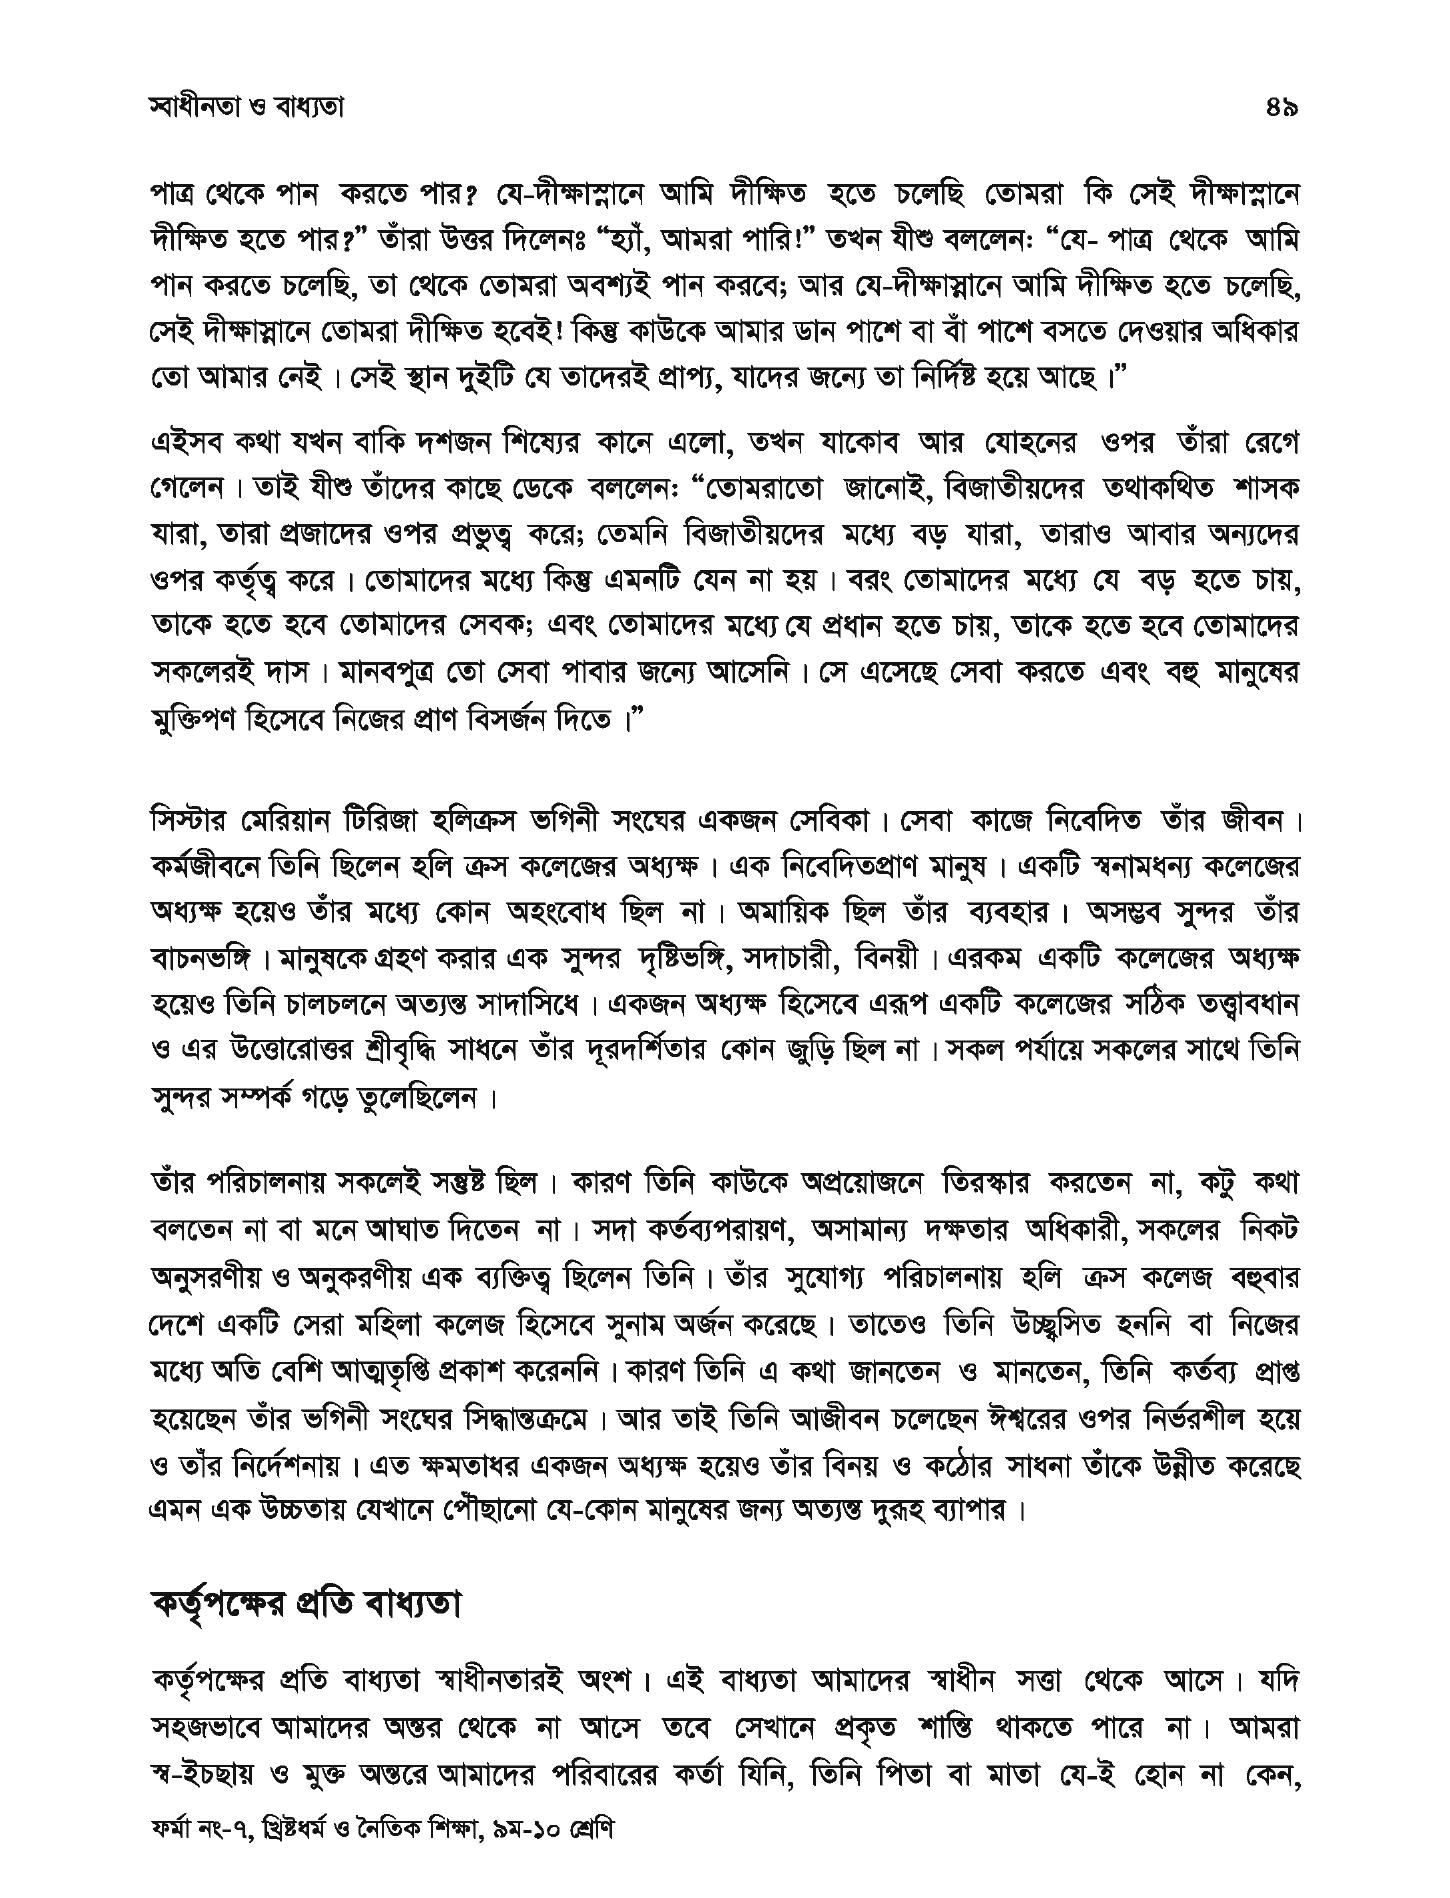 স্বাধীনতা ও বাধ্যতা ৪৯
পাত্র থেকে পান করতে পার? যে-দীক্ষাস্নানে আমি দীক্ষিত হতে চলেছি তোমরা কি সেই দীক্ষাস্নানে
দীক্ষিত হতে পার?” তাঁরা উত্তর দিলেনঃ “হ্যাঁ, আমরা পারি!” তখন যীশু বললেন: “যে- পাত্র থেকে আমি
পান করতে চলেছি, তা থেকে তোমরা অবশ্যই পান করবে; আর যে-দীক্ষাস্নানে আমি দীক্ষিত হতে চলেছি,
সেই দীক্ষাস্নানে তোমরা দীক্ষিত হবেই! কিন্তু কাউকে আমার ডান পাশে বা বাঁ পাশে বসতে দেওয়ার অধিকার
তো আমার নেই। সেই স্থান দুইটি যে তাদেরই প্রাপ্য, যাদের জন্যে তা নির্দিষ্ট হয়ে আছে।”
এইসব কথা যখন বাকি দশজন শিষ্যের কানে এলো, তখন যাকোব আর যোহনের ওপর তাঁরা রেগে
গেলেন। তাই যীশু তাঁদের কাছে ডেকে বললেন: “তোমরাতো জানোই, বিজাতীয়দের তথাকথিত শাসক
যারা, তারা প্রজাদের ওপর প্রভুত্ব করে; তেমনি বিজাতীয়দের মধ্যে বড় যারা, তারাও আবার অন্যদের
ওপর কর্তৃত্ব করে। তোমাদের মধ্যে কিন্তু এমনটি যেন না হয়। বরং তোমাদের মধ্যে যে বড় হতে চায়,
তাকে হতে হবে তোমাদের সেবক; এবং তোমাদের মধ্যে যে প্রধান হতে চায়, তাকে হতে হবে তোমাদের
সকলেরই দাস। মানবপুত্র তো সেবা পাবার জন্যে আসেনি। সে এসেছে সেবা করতে এবং বহু মানুষের
মুক্তিপণ হিসেবে নিজের প্রাণ বিসর্জন দিতে।”
সিস্টার মেরিয়ান টিরিজা হলিক্রস ভগিনী সংঘের একজন সেবিকা। সেবা কাজে নিবেদিত তাঁর জীবন।
কর্মজীবনে তিনি ছিলেন হলি ক্রস কলেজের অধ্যক্ষ। এক নিবেদিতপ্রাণ মানুষ। একটি স্বনামধন্য কলেজের
অধ্যক্ষ হয়েও তাঁর মধ্যে কোন অহংবোধ ছিল না। অমায়িক ছিল তাঁর ব্যবহার। অসম্ভব সুন্দর তাঁর
বাচনভঙ্গি। মানুষকে গ্রহণ করার এক সুন্দর দৃষ্টিভঙ্গি, সদাচারী, বিনয়ী। এরকম একটি কলেজের অধ্যক্ষ
হয়েও তিনি চালচলনে অত্যন্ত সাদাসিধে। একজন অধ্যক্ষ হিসেবে এরূপ একটি কলেজের সঠিক তত্ত্বাবধান
ও এর উত্তোরোত্তর শ্রীবৃদ্ধি সাধনে তাঁর দূরদর্শিতার কোন জুড়ি ছিল না। সকল পর্যায়ে সকলের সাথে তিনি
সুন্দর সম্পর্ক গড়ে তুলেছিলেন।
তাঁর পরিচালনায় সকলেই সন্তুষ্ট ছিল। কারণ তিনি কাউকে অপ্রয়োজনে তিরস্কার করতেন না, কটু কথা
বলতেন না বা মনে আঘাত দিতেন না। সদা কর্তব্যপরায়ণ, অসামান্য দক্ষতার অধিকারী, সকলের নিকট
অনুসরণীয় ও অনুকরণীয় এক ব্যক্তিত্ব ছিলেন তিনি। তাঁর সুযোগ্য পরিচালনায় হলি ক্রস কলেজ বহুবার
দেশে একটি সেরা মহিলা কলেজ হিসেবে সুনাম অর্জন করেছে। তাতেও তিনি উচ্ছ্বসিত হননি বা নিজের
মধ্যে অতি বেশি আত্মতৃপ্তি প্রকাশ করেননি। কারণ তিনি এ কথা জানতেন ও মানতেন, তিনি কর্তব্য প্রাপ্ত
হয়েছেন তাঁর ভগিনী সংঘের সিদ্ধান্তক্রমে। আর তাই তিনি আজীবন চলেছেন ঈশ্বরের ওপর নির্ভরশীল হয়ে
ও তাঁর নির্দেশনায়। এত ক্ষমতাধর একজন অধ্যক্ষ হয়েও তাঁর বিনয় ও কঠোর সাধনা তাঁকে উন্নীত করেছে
এমন এক উচ্চতায় যেখানে পৌঁছানো যে-কোন মানুষের জন্য অত্যন্ত দুরূহ ব্যাপার।
কর্তৃপক্ষের প্রতি বাধ্যতা
কর্তৃপক্ষের প্রতি বাধ্যতা স্বাধীনতারই অংশ। এই বাধ্যতা আমাদের স্বাধীন সত্তা থেকে আসে। যদি
সহজভাবে আমাদের অন্তর থেকে না আসে তবে সেখানে প্রকৃত শান্তি থাকতে পারে না। আমরা
স্ব-ইচছায় ও মুক্ত অন্তরে আমাদের পরিবারের কর্তা যিনি, তিনি পিতা বা মাতা যে-ই হোন না কেন,
ফর্মা নং-৭, খ্রিষ্টধর্ম ও নৈতিক শিক্ষা, ৯ম-১০ শ্রেণি